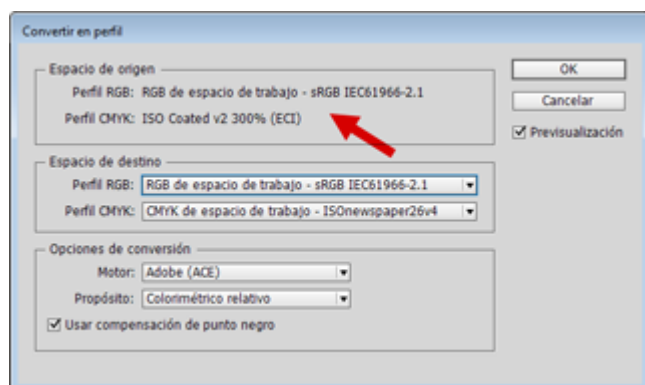 Convertir en perfil
Espacio de origen
Perfil RGB: RGB de espacio de trabajo - sRGB IEC61966-2.1
Perfil CMYK: ISO Coated v2 300% (ECI)
OK
Cancelar
Previsualización
Espacio de destino
Perfil RGB: RGB de espacio de trabajo - sRGB IEC61966-2.1
Perfil CMYK: CMYK de espacio de trabajo - ISOnewspaper26v4
Opciones de conversión
Motor: Adobe (ACE)
Propósito: Colorimétrico relativo
Usar compensación de punto negro